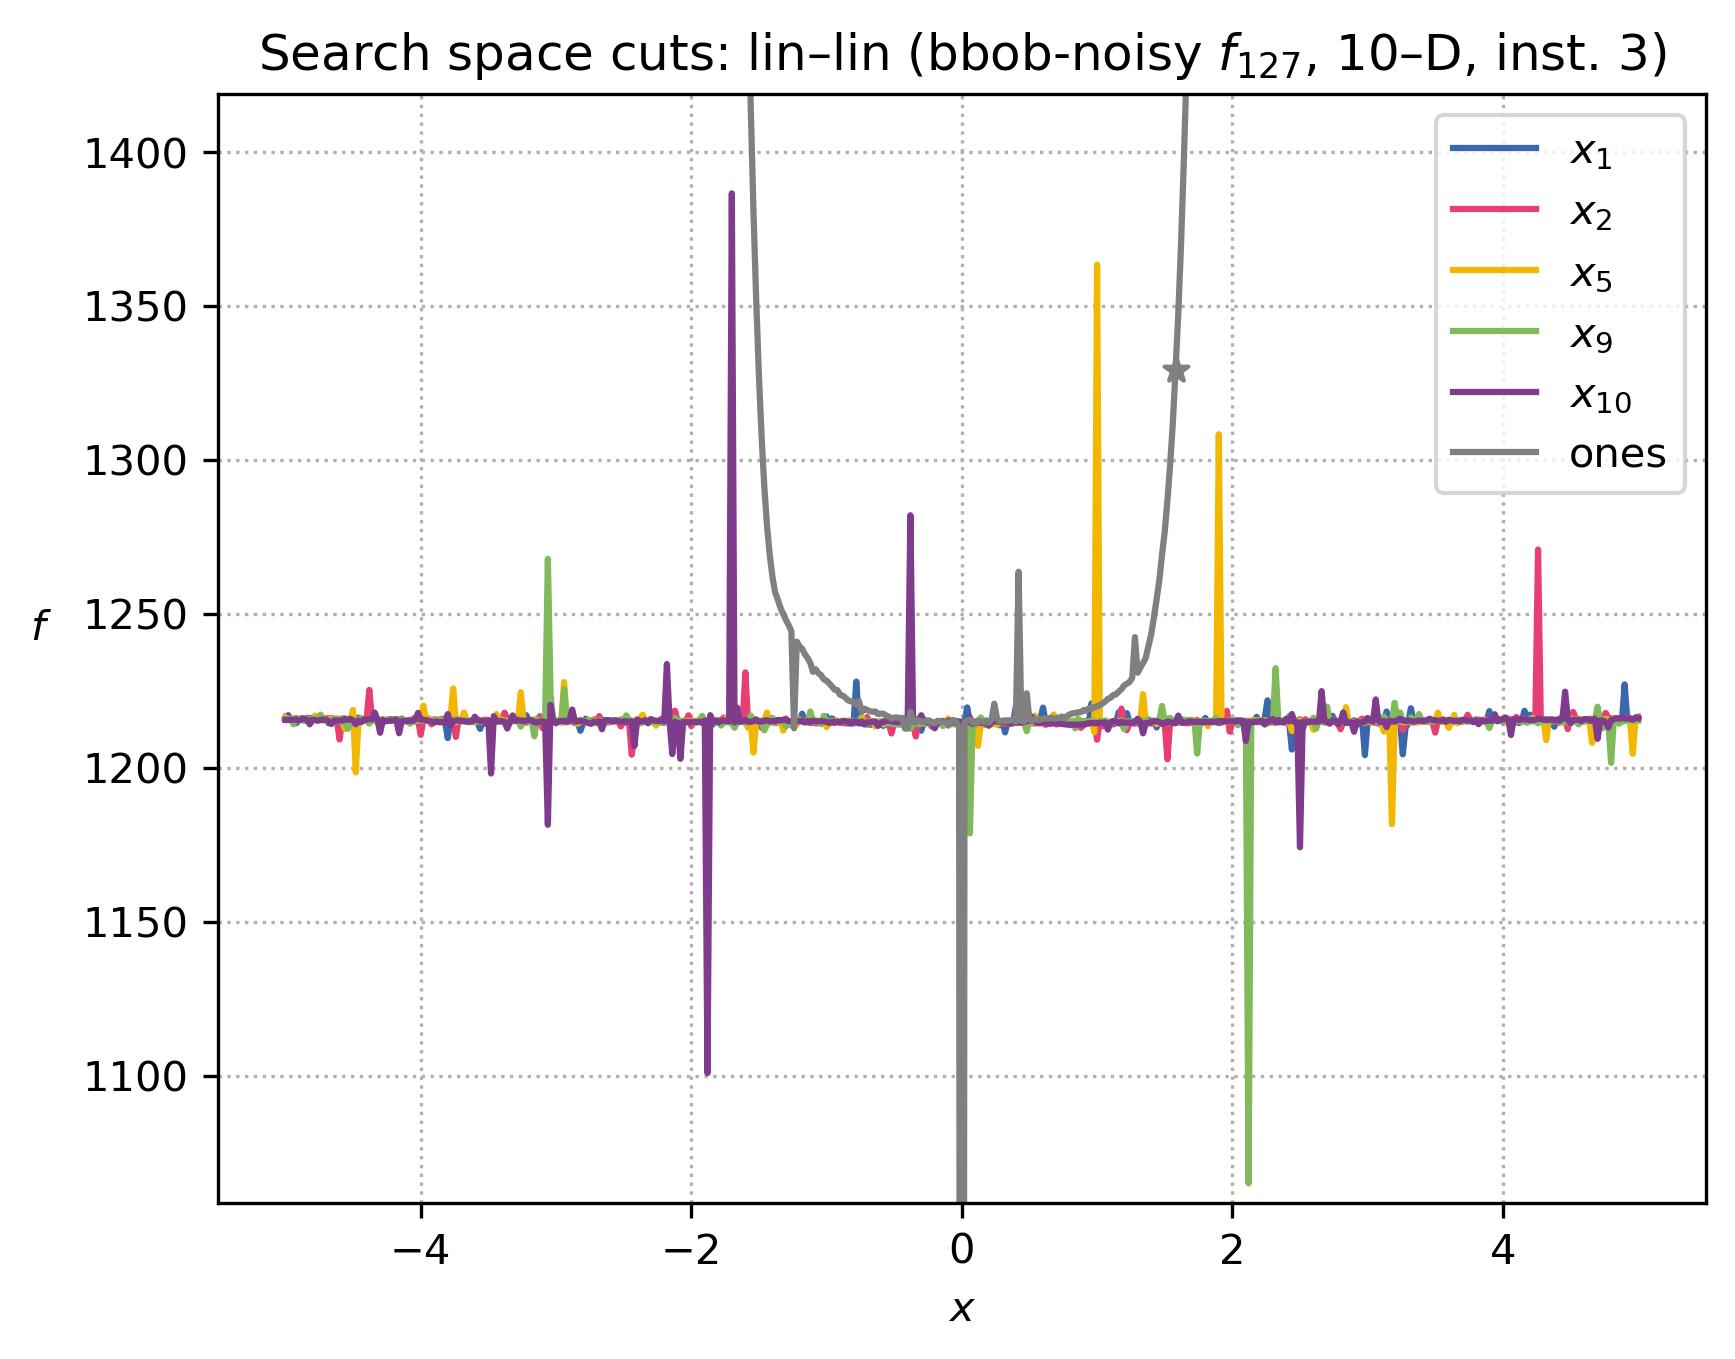 Search space cuts: lin–lin (bbob-noisy f127, 10–D, inst. 3)
1400
1350
1300
1250
1200
1150
1100
f
−4
−2
0
2
4
x
x1
x2
x5
x9
x10
ones